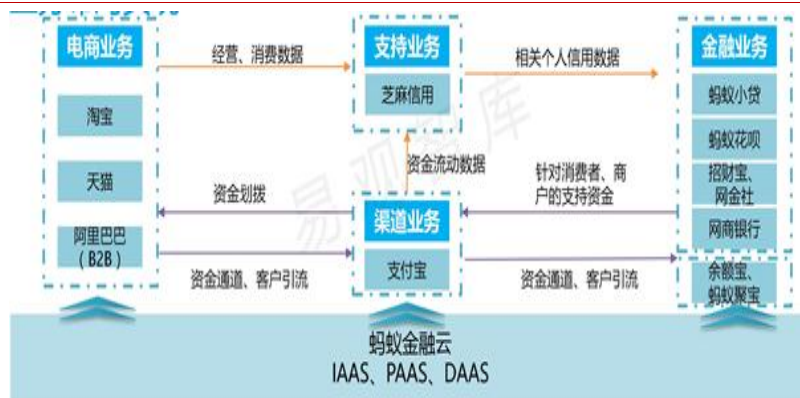 电商业务
淘宝
天猫
阿里巴巴
（B2B）
经营、消费数据
支持业务
芝麻信用
相关个人信用数据
金融业务
蚂蚁小贷
蚂蚁花呗
招财宝、
网金社
网商银行
余额宝、
蚂蚁聚宝
资金流动数据
资金划拨
渠道业务
支付宝
针对消费者、商
户的支持资金
资金通道、客户引流
资金通道、客户引流
易观智库
蚂蚁金融云
IAAS、PAAS、DAAS